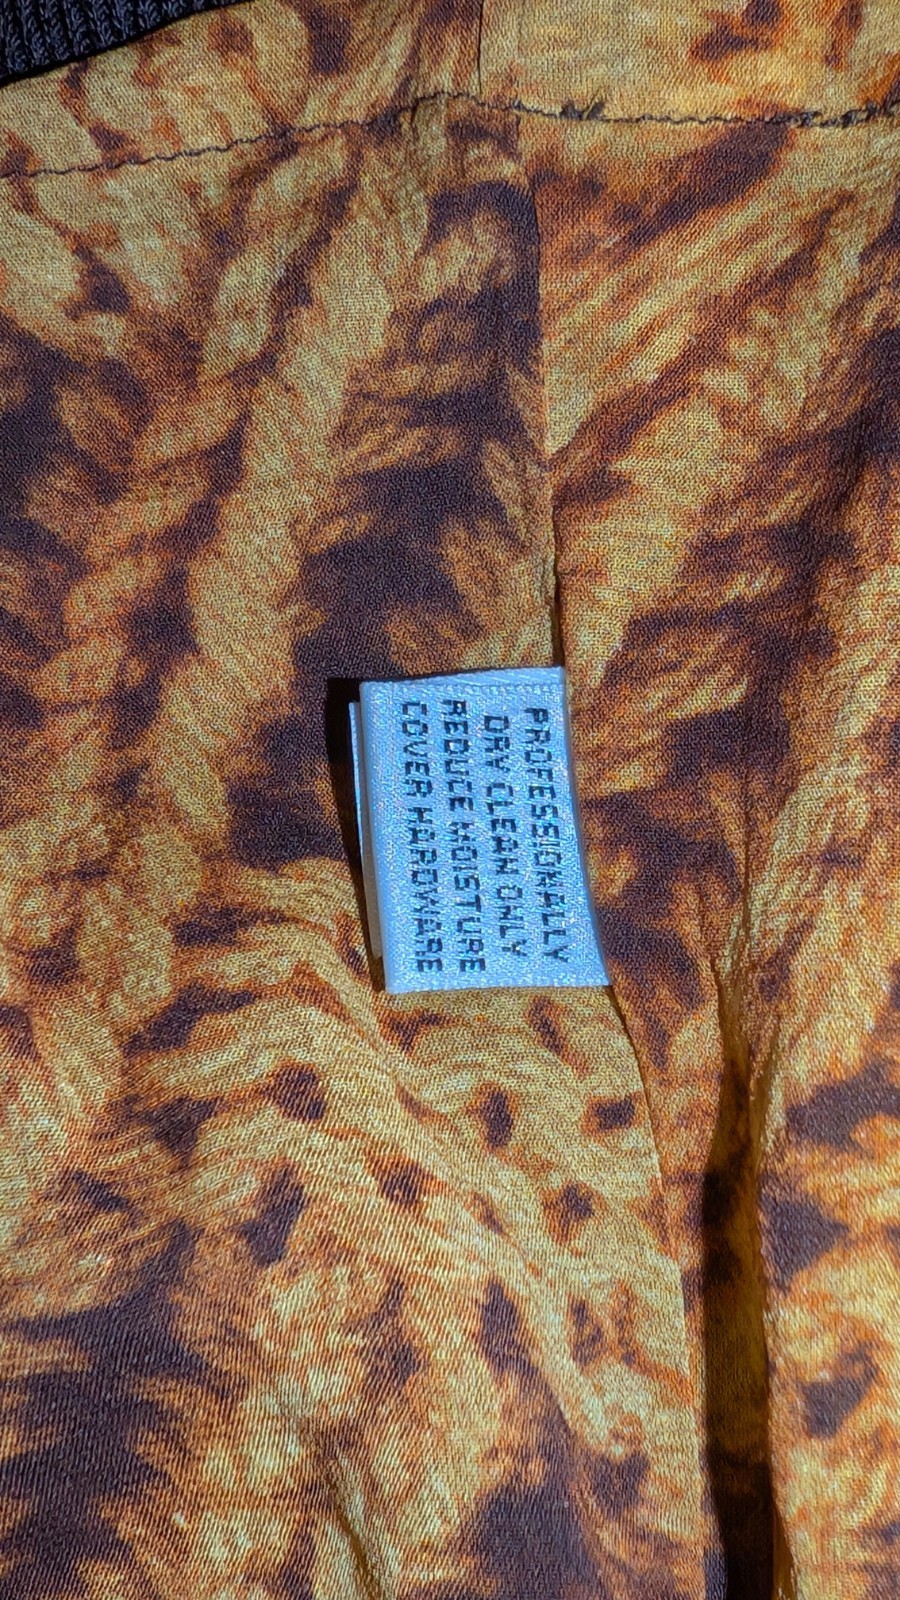 PROFESSIONALLY
DRY CLEAN ONLY
REDUCE MOISTURE
COVER HARDWARE